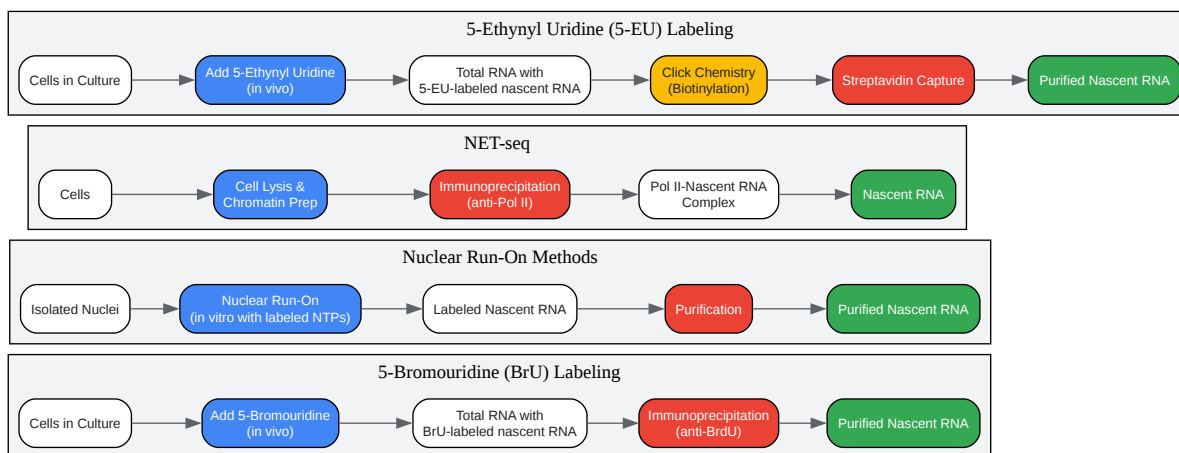 5-Ethynyl Uridine (5-EU) Labeling
Cells in Culture
Add 5-Ethynyl Uridine
(in vivo)
Total RNA with
5-EU-labeled nascent RNA
Click Chemistry
(Biotinylation)
Streptavidin Capture
Purified Nascent RNA
NET-seq
Cells
Cell Lysis &
Chromatin Prep
Immunoprecipitation
(anti-Pol II)
Pol II-Nascent RNA
Complex
Nascent RNA
Nuclear Run-On Methods
Isolated Nuclei
Nuclear Run-On
(in vitro with labeled NTPs)
Labeled Nascent RNA
Purification
Purified Nascent RNA
5-Bromouridine (BrU) Labeling
Cells in Culture
Add 5-Bromouridine
(in vivo)
Total RNA with
BrU-labeled nascent RNA
Immunoprecipitation
(anti-BrdU)
Purified Nascent RNA